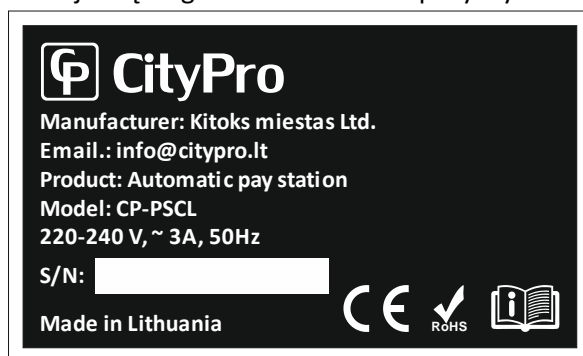 CP CityPro
Manufacturer: Kitoks miestas Ltd.
Email.: info@citypro.lt
Product: Automatic pay station
Model: CP-PSCL
220-240 V, ~ 3A, 50Hz
S/N:
Made in Lithuania
CE RoHS i